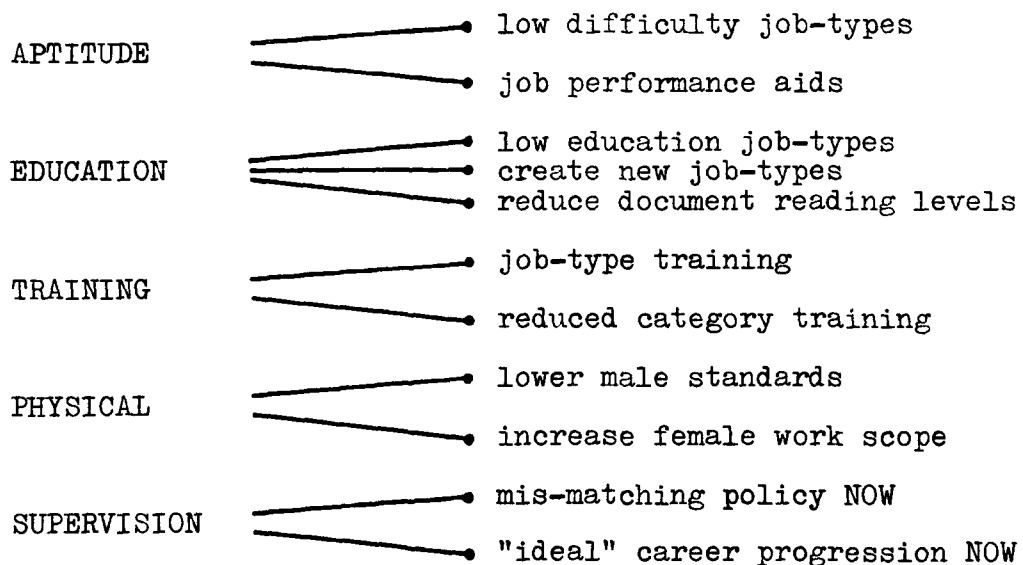 APTITUDE
low difficulty job-types
job performance aids
EDUCATION
low education job-types
create new job-types
reduce document reading levels
TRAINING
job-type training
reduced category training
PHYSICAL
lower male standards
increase female work scope
SUPERVISION
mis-matching policy NOW
"ideal" career progression NOW